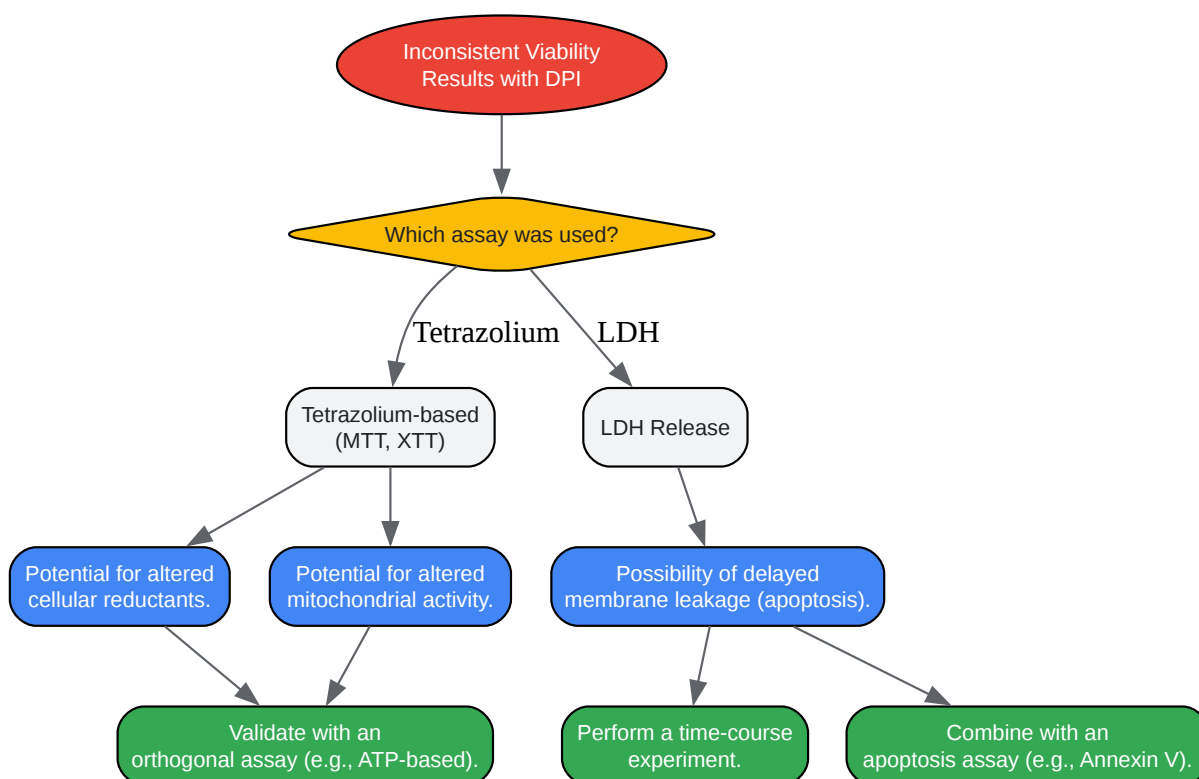 Inconsistent Viability
Results with DPI
Which assay was used?
Tetrazolium
LDH
Tetrazolium-based
(MTT, XTT)
LDH Release
Potential for altered
cellular reductants.
Potential for altered
mitochondrial activity.
Possibility of delayed
membrane leakage (apoptosis).
Validate with an
orthogonal assay (e.g., ATP-based).
Perform a time-course
experiment.
Combine with an
apoptosis assay (e.g., Annexin V).